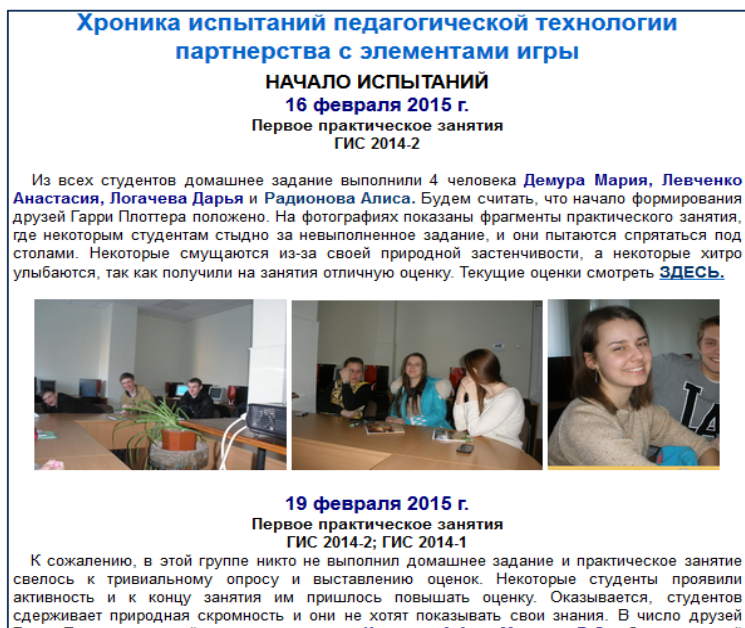 Хроника испытаний педагогической технологии
партнерства с элементами игры
НАЧАЛО ИСПЫТАНИЙ
16 февраля 2015 г.
Первое практическое занятия
ГИС 2014-2
Из всех студентов домашнее задание выполнили 4 человека Демура Мария, Левченко
Анастасия, Логачева Дарья и Радионова Алиса. Будем считать, что начало формирования
друзей Гарри Плоттера положено. На фотографиях показаны фрагменты практического занятия,
где некоторым студентам стыдно за невыполненное задание, и они пытаются спрятаться под
столами. Некоторые смущаются из-за своей природной застенчивости, а некоторые хитро
улыбаются, так как получили на занятия отличную оценку. Текущие оценки смотреть ЗДЕСЬ.
19 февраля 2015 г.
Первое практическое занятия
ГИС 2014-2; ГИС 2014-1
К сожалению, в этой группе никто не выполнил домашнее задание и практическое занятие
свелось к тривиальному опросу и выставлению оценок. Некоторые студенты проявили
активность и к концу занятия им пришлось повышать оценку. Оказывается, студентов
сдерживает природная скромность и они не хотят показывать свои знания. В число друзей